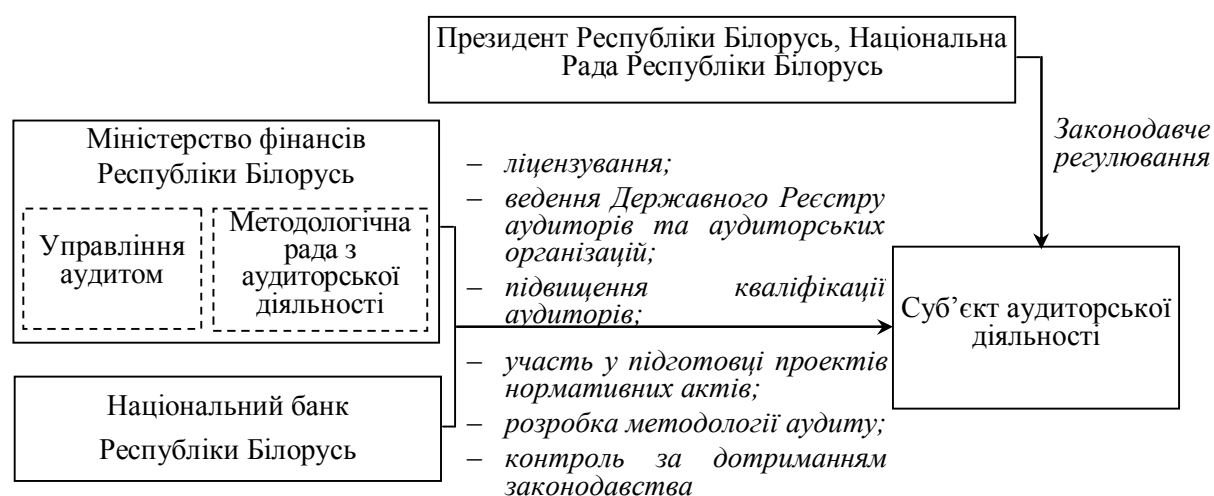 Президент Республіки Білорусь, Національна
Рада Республіки Білорусь
Законодавче
регулювання
Міністерство фінансів
Республіки Білорусь
Управління
аудитом
Методологічна
рада з
аудиторської
діяльності
Національний банк
Республіки Білорусь
– ліцензування;
– ведення Державного Реєстру
аудиторів та аудиторських
організацій;
– підвищення кваліфікації
аудиторів;
– участь у підготовці проектів
нормативних актів;
– розробка методології аудиту;
– контроль за дотриманням
законодавства
Суб’єкт аудиторської
діяльності